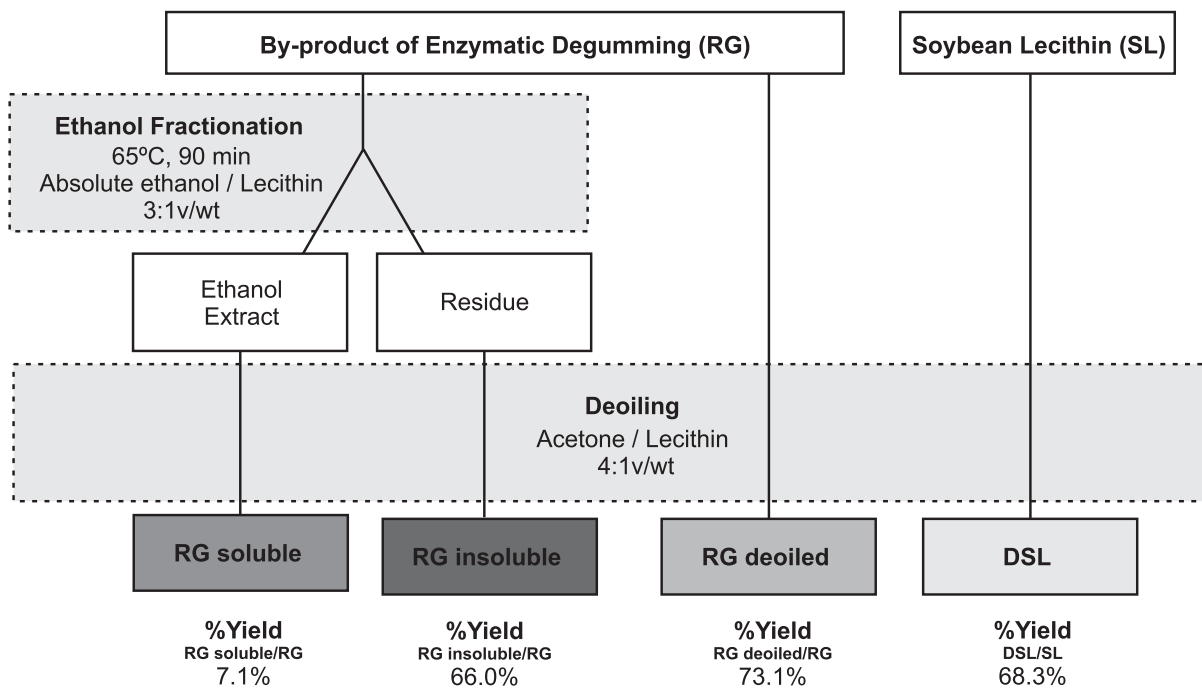 By-product of Enzymatic Degumming (RG)
Soybean Lecithin (SL)
Ethanol Fractionation
65ºC, 90 min
Absolute ethanol / Lecithin
3:1v/wt
Ethanol
Extract
Residue
Deoiling
Acetone / Lecithin
4:1v/wt
RG soluble
RG insoluble
RG deoiled
DSL
%Yield
RG soluble/RG
7.1%
%Yield
RG insoluble/RG
66.0%
%Yield
RG deoiled/RG
73.1%
%Yield
DSL/SL
68.3%